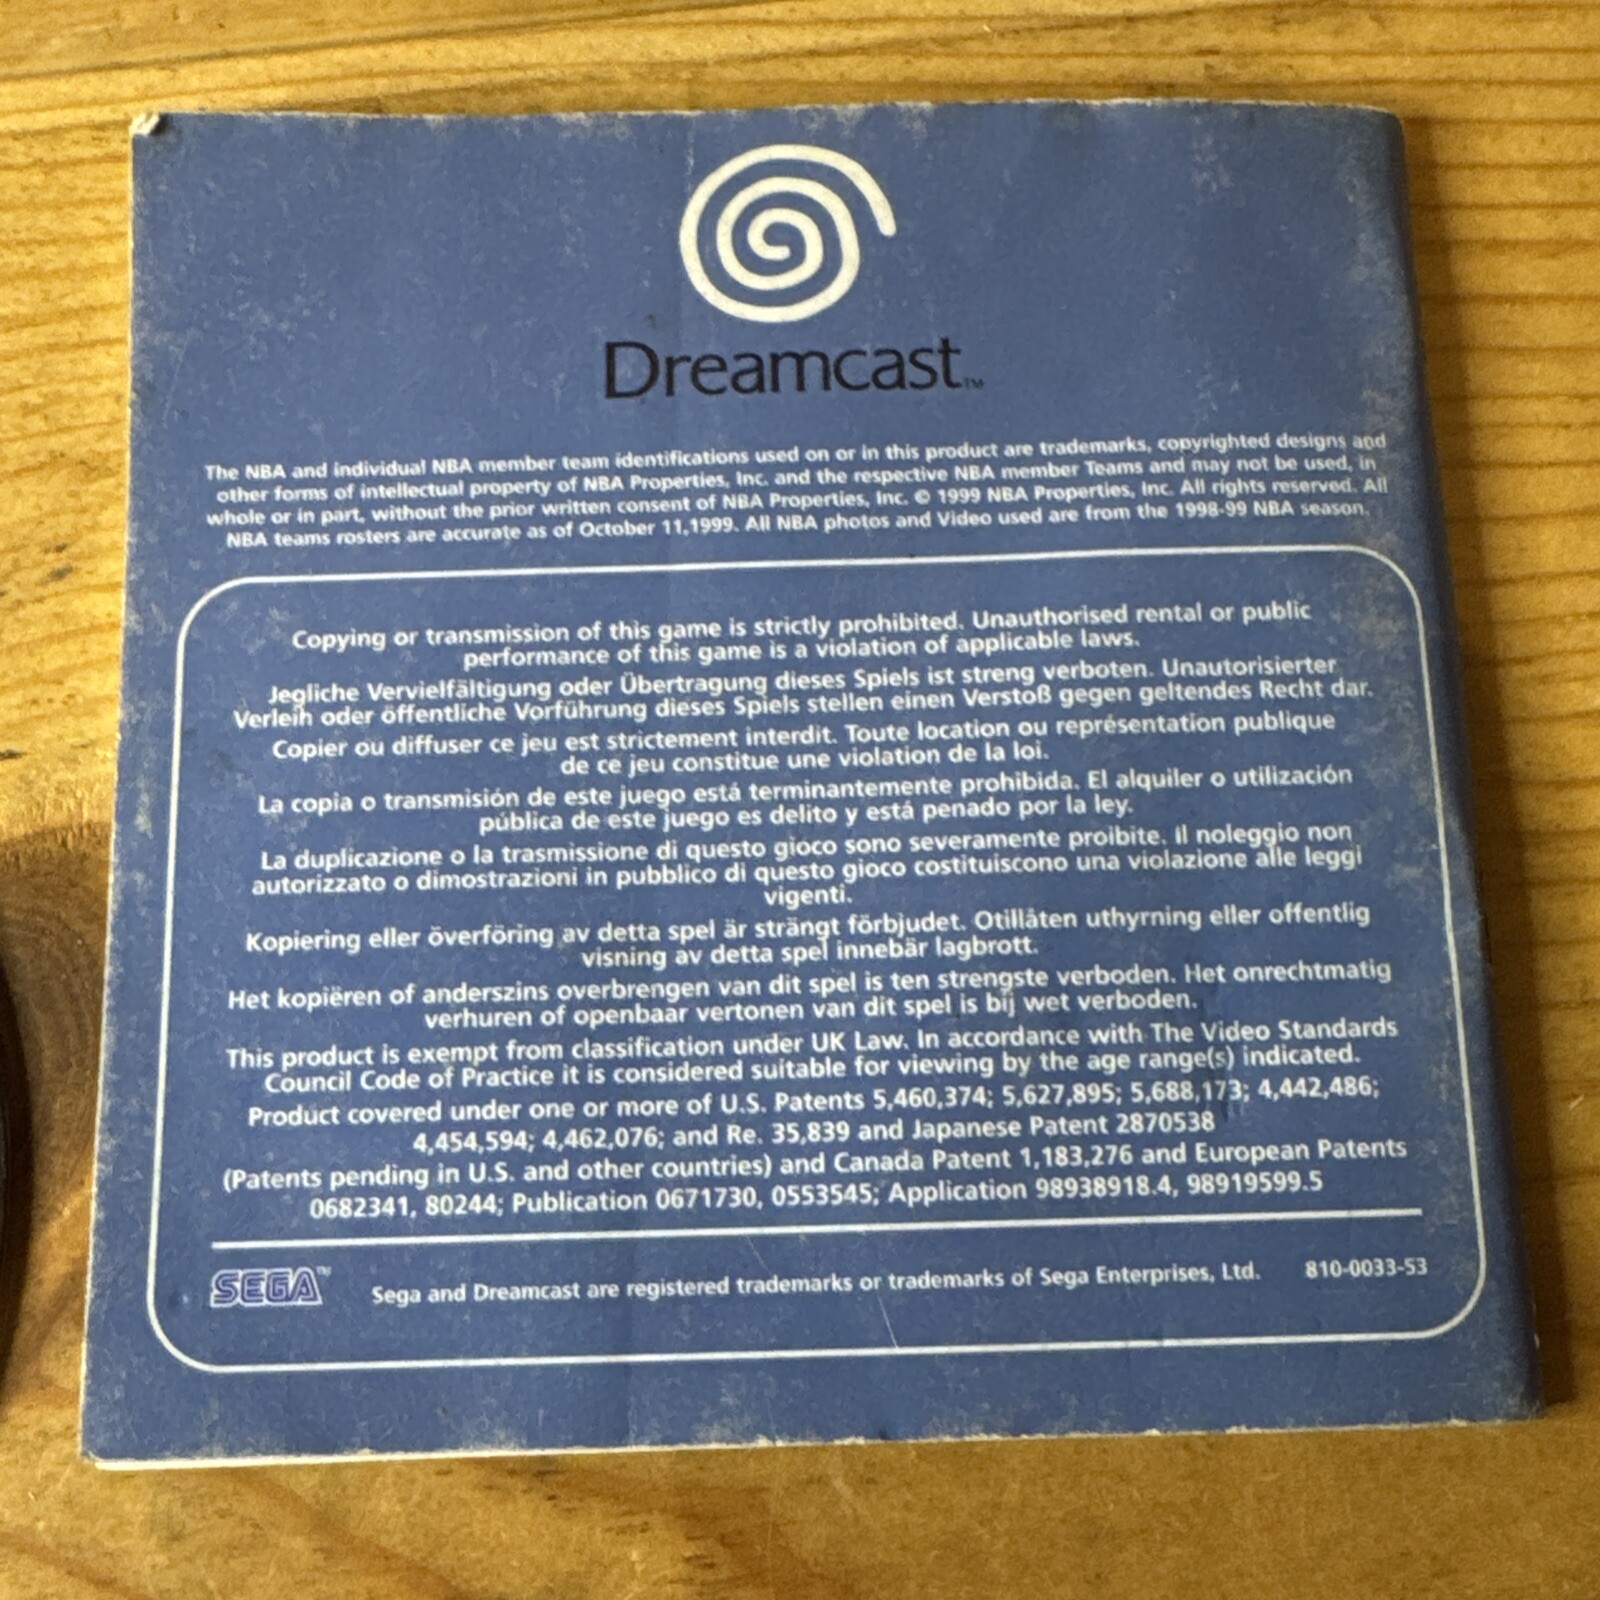 Dreamcast™
The NBA and individual NBA member team identifications used on or in this product are trademarks, copyrighted designs and
other forms of intellectual property of NBA Properties, Inc. and the respective NBA member Teams and may not be used, in
whole or in part, without the prior written consent of NBA Properties, Inc. © 1999 NBA Properties, Inc. All rights reserved. All
NBA teams rosters are accurate as of October 11,1999. All NBA photos and Video used are from the 1998-99 NBA season.
Copying or transmission of this game is strictly prohibited. Unauthorised rental or public
performance of this game is a violation of applicable laws.
Jegliche Vervielfältigung oder Übertragung dieses Spiels ist streng verboten. Unautorisierter
Verleih oder öffentliche Vorführung dieses Spiels stellen einen Verstoß gegen geltendes Recht dar.
Copier ou diffuser ce jeu est strictement interdit. Toute location ou représentation publique
de ce jeu constitue une violation de la loi.
La copia o transmisión de este juego está terminantemente prohibida. El alquiler o utilización
pública de este juego es delito y está penado por la ley.
La duplicazione o la trasmissione di questo gioco sono severamente proibite. Il noleggio non
autorizzato o dimostrazioni in pubblico di questo gioco costituiscono una violazione alle leggi
vigenti.
Kopiering eller överföring av detta spel är strängt förbjudet. Otillåten uthyrning eller offentlig
visning av detta spel innebär lagbrott.
Het kopiëren of anderszins overbrengen van dit spel is ten strengste verboden. Het onrechtmatig
verhuren of openbaar vertonen van dit spel is bij wet verboden.
This product is exempt from classification under UK Law. In accordance with The Video Standards
Council Code of Practice it is considered suitable for viewing by the age range(s) indicated.
Product covered under one or more of U.S. Patents 5,460,374; 5,627,895; 5,688,173; 4,442,486;
4,454,594; 4,462,076; and Re. 35,839 and Japanese Patent 2870538
(Patents pending in U.S. and other countries) and Canada Patent 1,183,276 and European Patents
0682341, 80244; Publication 0671730, 0553545; Application 98938918.4, 98919599.5
SEGA™ Sega and Dreamcast are registered trademarks or trademarks of Sega Enterprises, Ltd. 810-0033-53